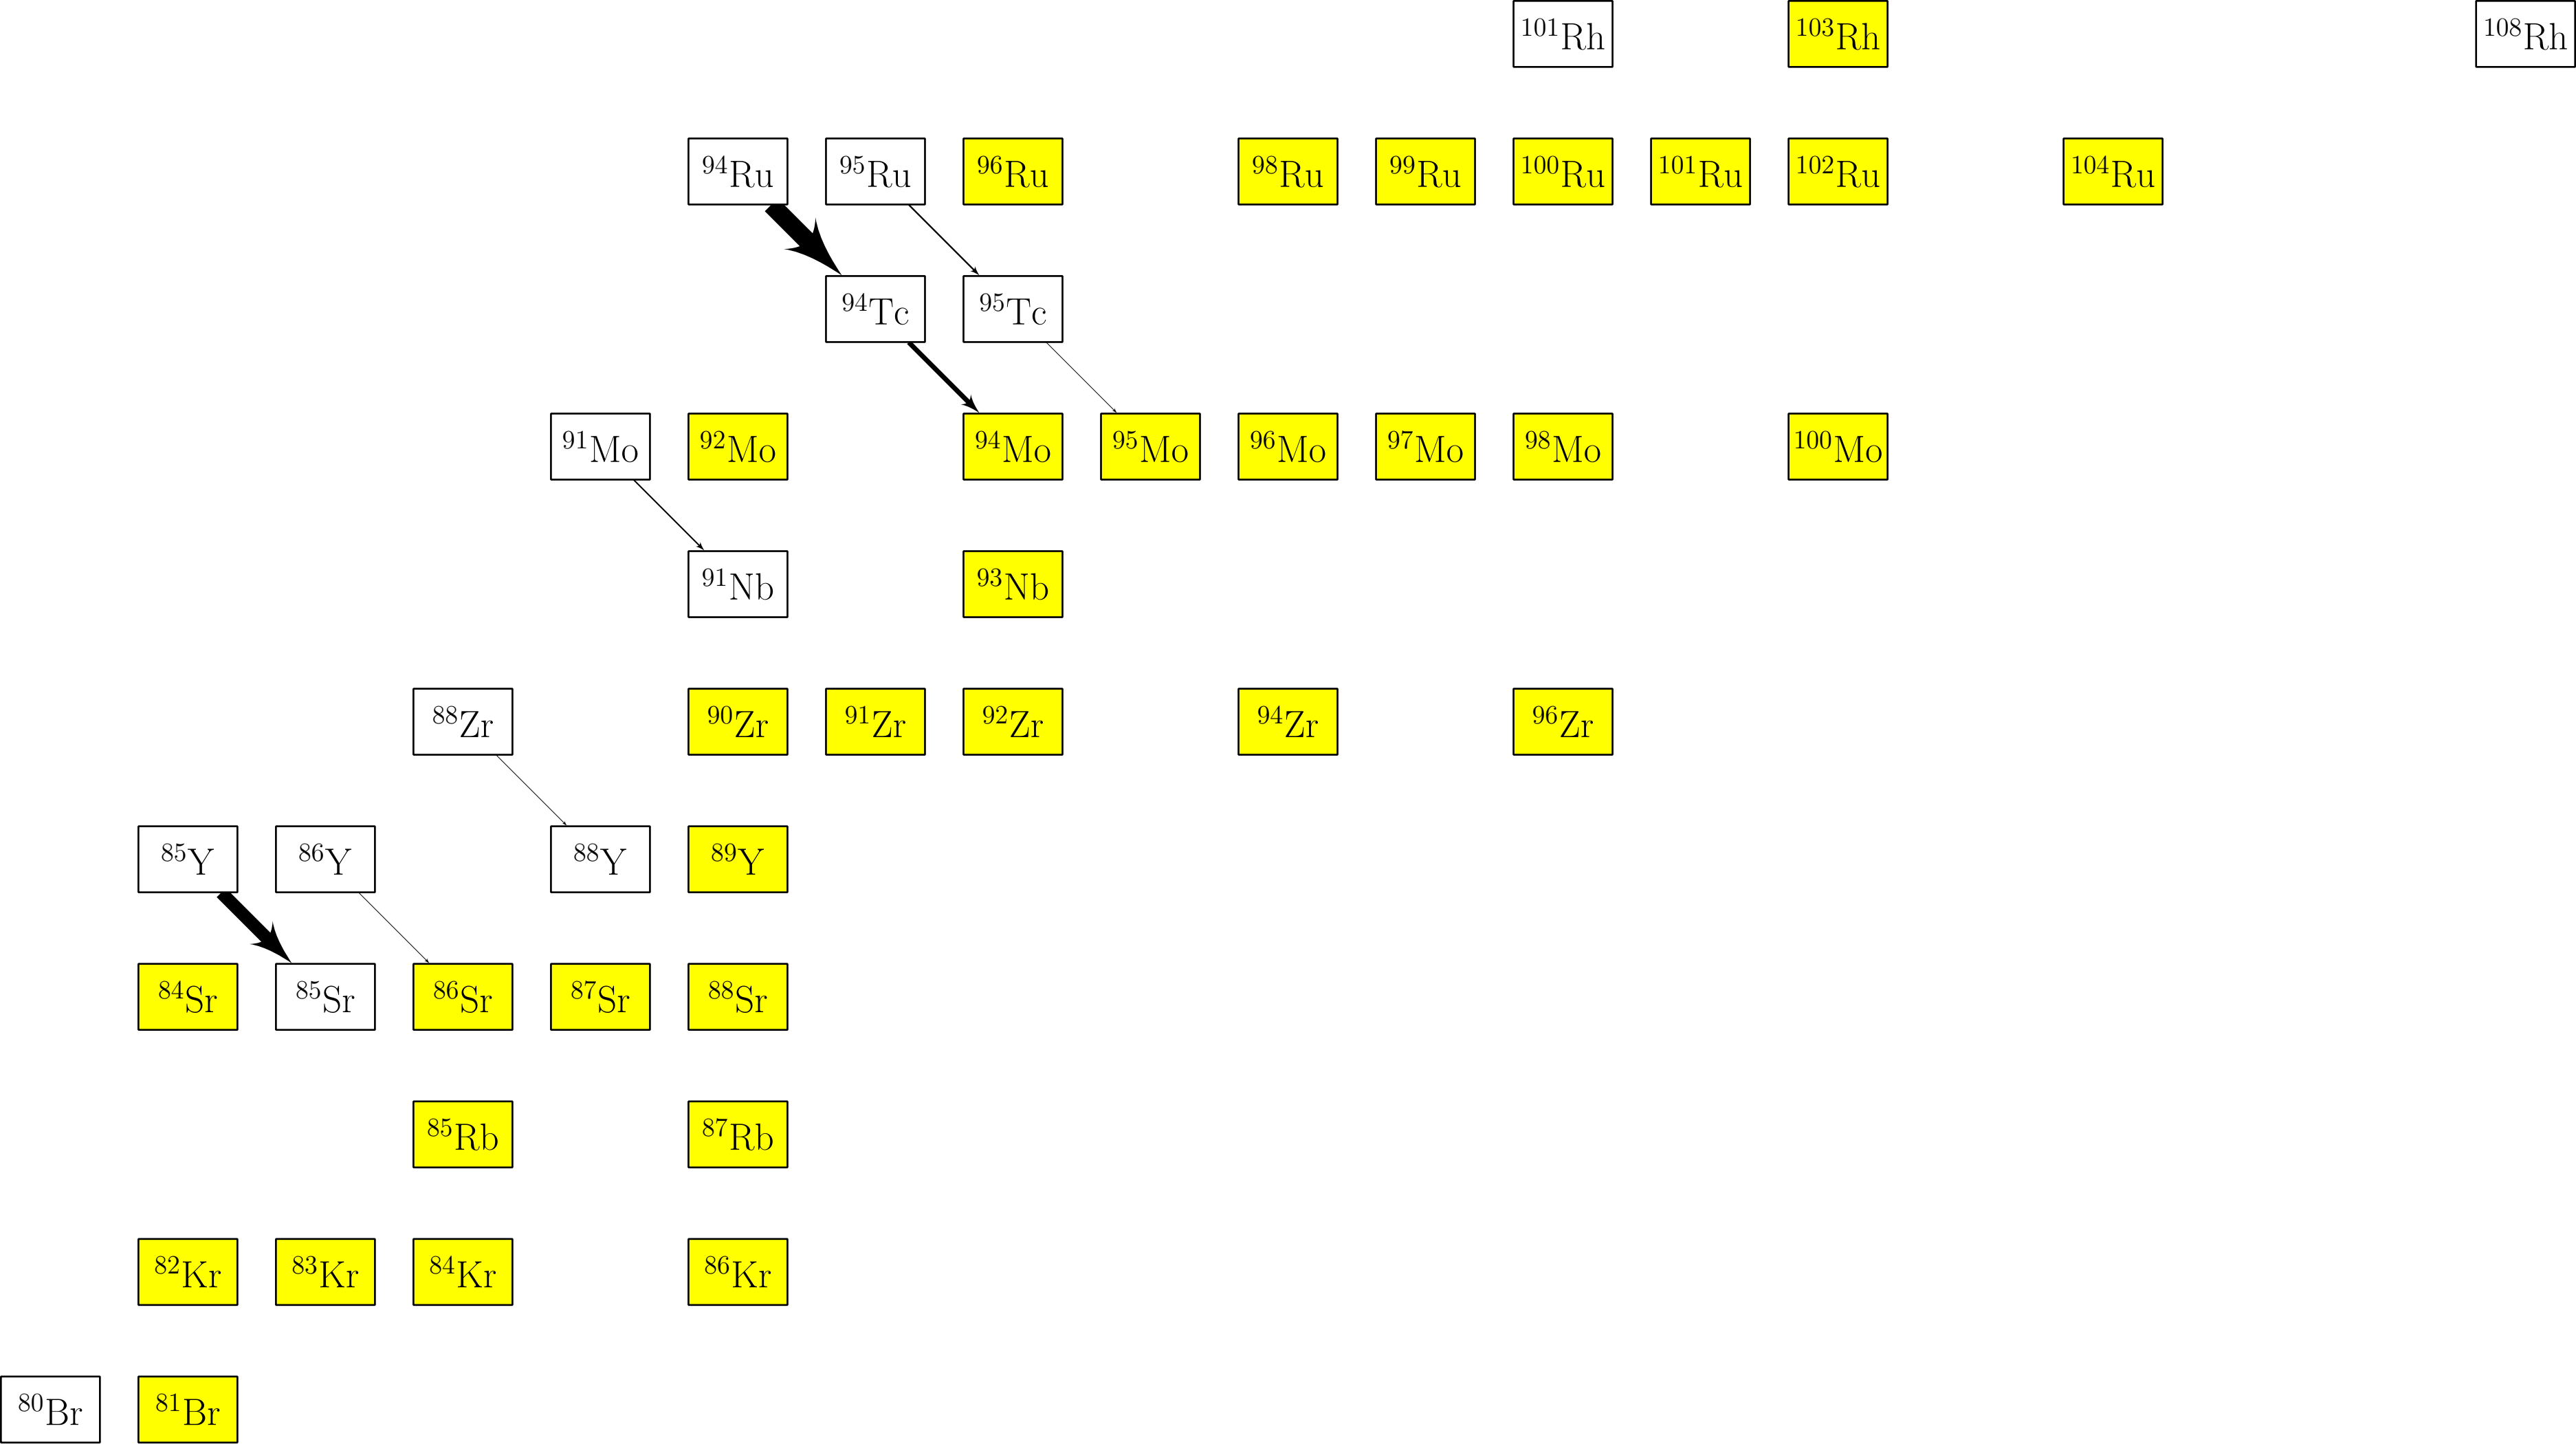 ¹⁰¹Rh ¹⁰³Rh ¹⁰⁸Rh
⁹⁴Ru ⁹⁵Ru ⁹⁶Ru ⁹⁸Ru ⁹⁹Ru ¹⁰⁰Ru ¹⁰¹Ru ¹⁰²Ru ¹⁰⁴Ru
⁹⁴Tc ⁹⁵Tc
⁹¹Mo ⁹²Mo ⁹⁴Mo ⁹⁵Mo ⁹⁶Mo ⁹⁷Mo ⁹⁸Mo ¹⁰⁰Mo
⁹¹Nb ⁹³Nb
⁸⁸Zr ⁹⁰Zr ⁹¹Zr ⁹²Zr ⁹⁴Zr ⁹⁶Zr
⁸⁵Y ⁸⁶Y ⁸⁸Y ⁸⁹Y
⁸⁴Sr ⁸⁵Sr ⁸⁶Sr ⁸⁷Sr ⁸⁸Sr
⁸⁵Rb ⁸⁷Rb
⁸²Kr ⁸³Kr ⁸⁴Kr ⁸⁶Kr
⁸⁰Br ⁸¹Br